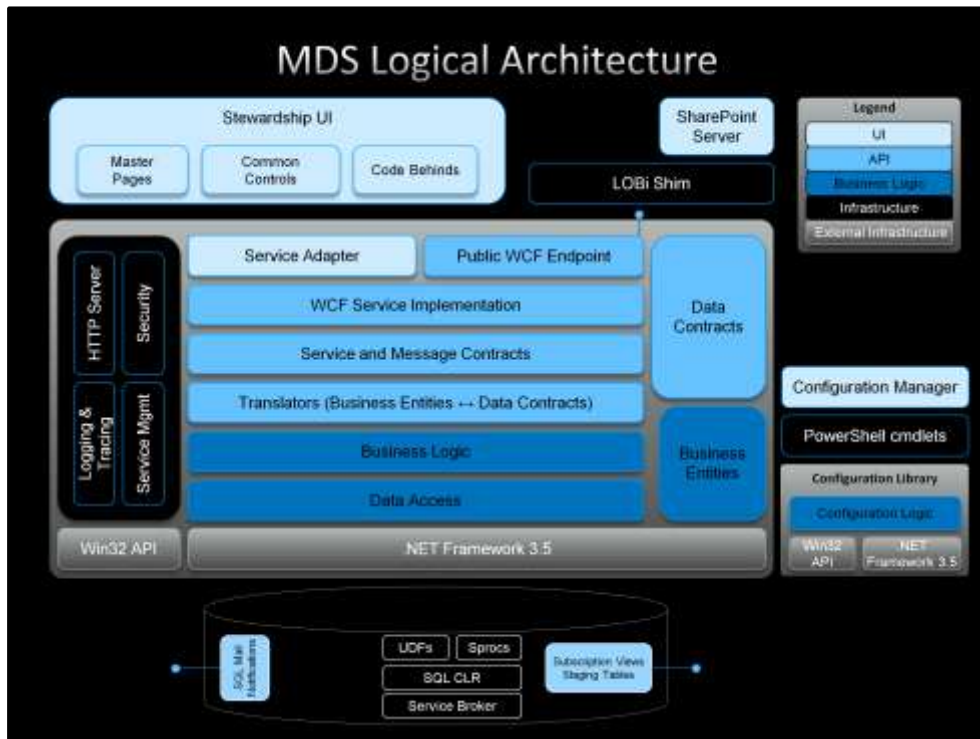 MDS Logical Architecture
Stewardship UI
Master
Pages
Common
Controls
Code Behinds
SharePoint
Server
LOBi Shim
Legend
UI
API
Business Logic
Infrastructure
External Infrastructure
HTTP Server
Security
Logging &
Tracing
Service Mgmt
Service Adapter
Public WCF Endpoint
WCF Service Implementation
Service and Message Contracts
Translators (Business Entities ↔ Data Contracts)
Business Logic
Data Access
Data
Contracts
Business
Entities
Win32 API
.NET Framework 3.5
Configuration Manager
PowerShell cmdlets
Configuration Library
Configuration Logic
Win32
API
.NET
Framework 3.5
SQL Mail
Notifications
UDFs
Sprocs
SQL CLR
Service Broker
Subscription Views
Staging Tables